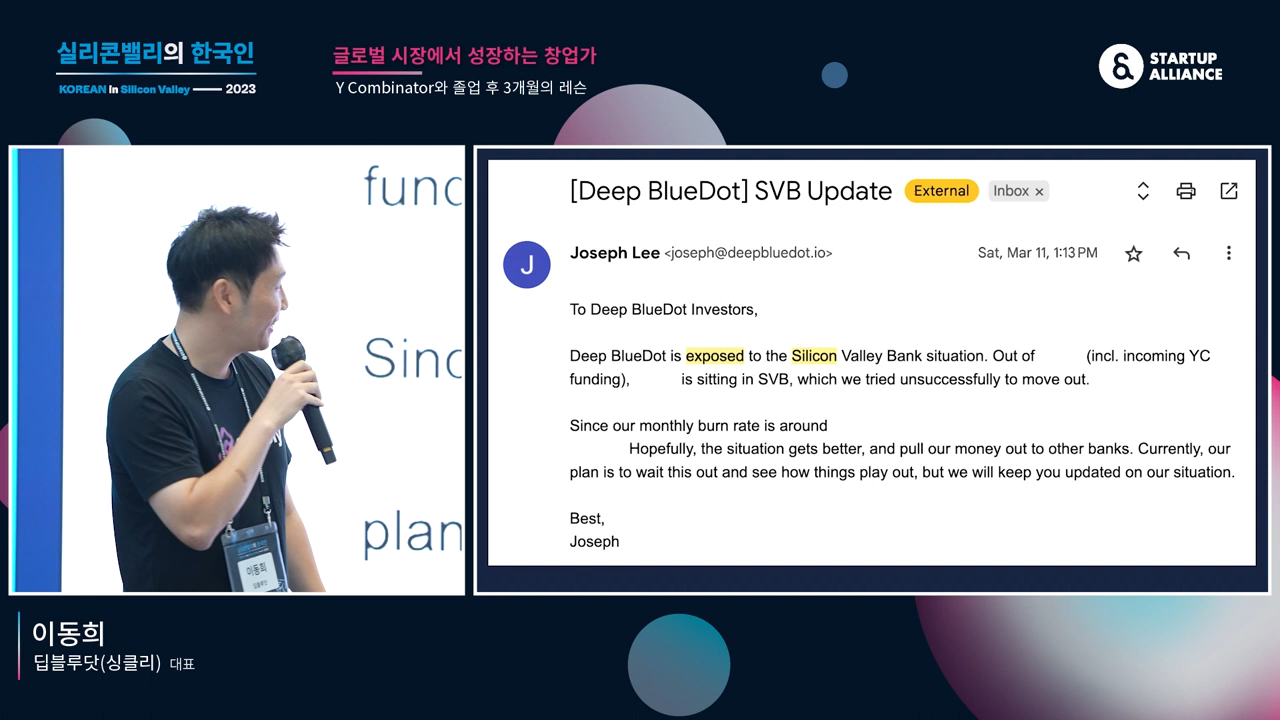 실리콘밸리의 한국인
KOREAN in Silicon Valley 2023
글로벌 시장에서 성장하는 창업가
Y Combinator와 졸업 후 3개월의 레슨
STARTUP
ALLIANCE
func
Sinc
plan
이동희
[Deep BlueDot] SVB Update External Inbox ×
J
Joseph Lee <joseph@deepbluedot.io> Sat, Mar 11, 1:13 PM
To Deep BlueDot Investors,
Deep BlueDot is exposed to the Silicon Valley Bank situation. Out of (incl. incoming YC
funding), is sitting in SVB, which we tried unsuccessfully to move out.
Since our monthly burn rate is around
Hopefully, the situation gets better, and pull our money out to other banks. Currently, our
plan is to wait this out and see how things play out, but we will keep you updated on our situation.
Best,
Joseph
이동희
딥블루닷(싱클리) 대표